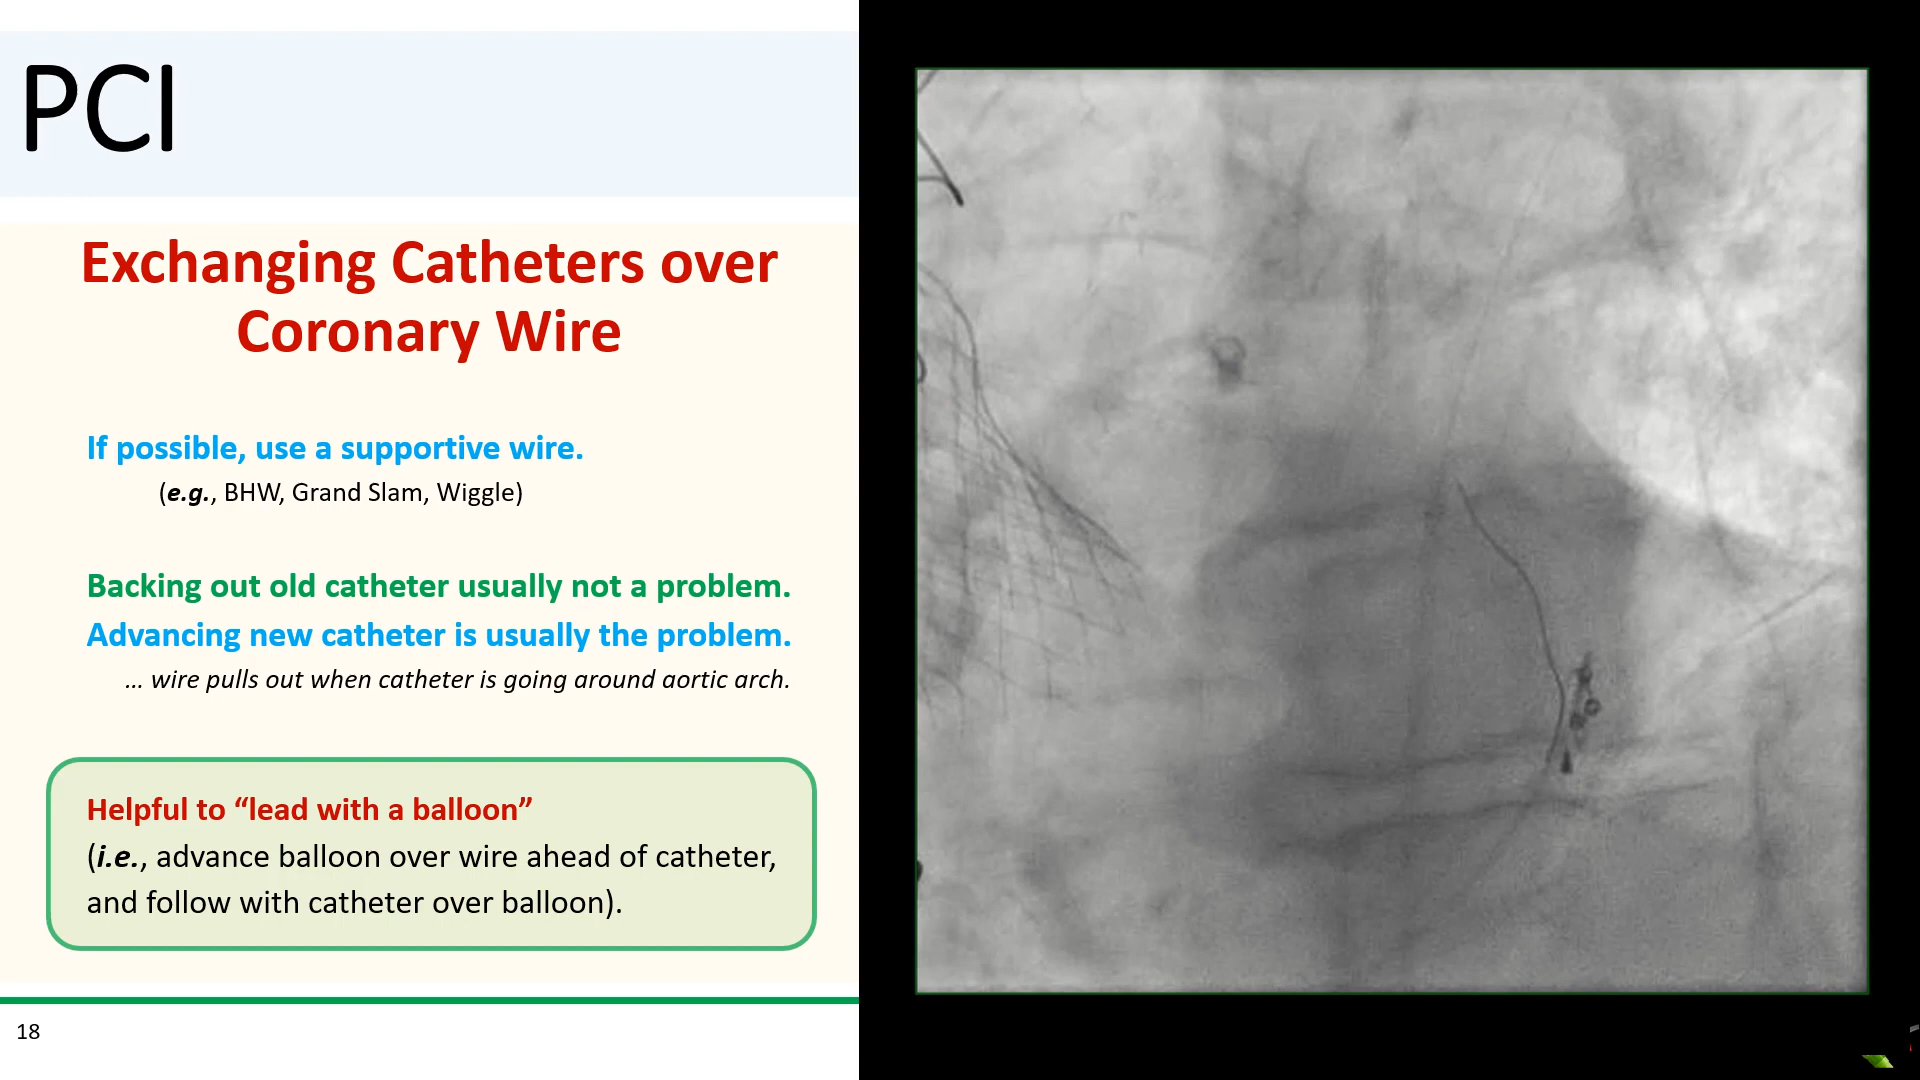 PCI
Exchanging Catheters over
Coronary Wire
If possible, use a supportive wire.
(e.g., BHW, Grand Slam, Wiggle)
Backing out old catheter usually not a problem.
Advancing new catheter is usually the problem.
... wire pulls out when catheter is going around aortic arch.
Helpful to “lead with a balloon”
(i.e., advance balloon over wire ahead of catheter,
and follow with catheter over balloon).
18